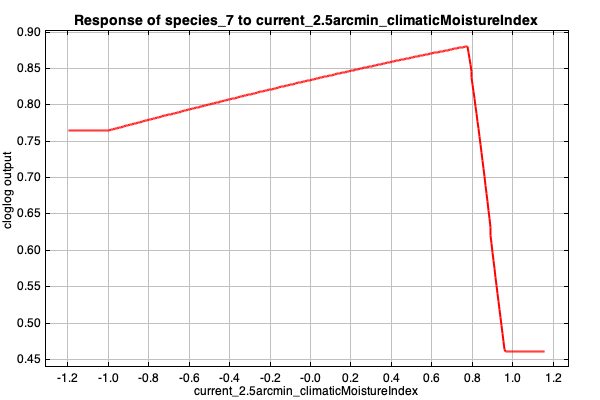 Response of species_7 to current_2.5arcmin_climaticMoistureIndex
cloglog output
0.90
0.85
0.80
0.75
0.70
0.65
0.60
0.55
0.50
0.45
-1.2 -1.0 -0.8 -0.6 -0.4 -0.2 -0.0 0.2 0.4 0.6 0.8 1.0 1.2
current_2.5arcmin_climaticMoistureIndex